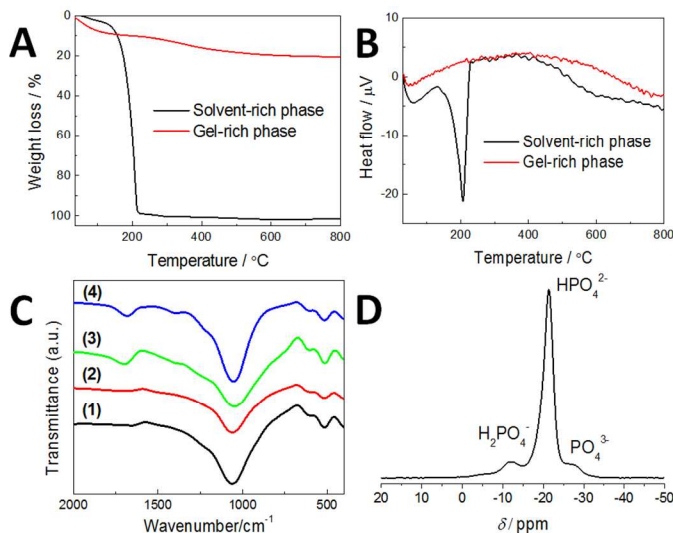 A
0
20
40
60
80
100
Weight loss / %
Solvent-rich phase
Gel-rich phase
200 400 600 800
Temperature / °C
B
10
0
-10
-20
Heat flow / μV
Solvent-rich phase
Gel-rich phase
200 400 600 800
Temperature / °C
C
(4)
(3)
(2)
(1)
Transmittance (a.u.)
2000 1500 1000 500
Wavenumber/cm⁻¹
D
HPO₄²⁻
H₂PO₄⁻
PO₄³⁻
20 10 0 -10 -20 -30 -40 -50
δ/ ppm